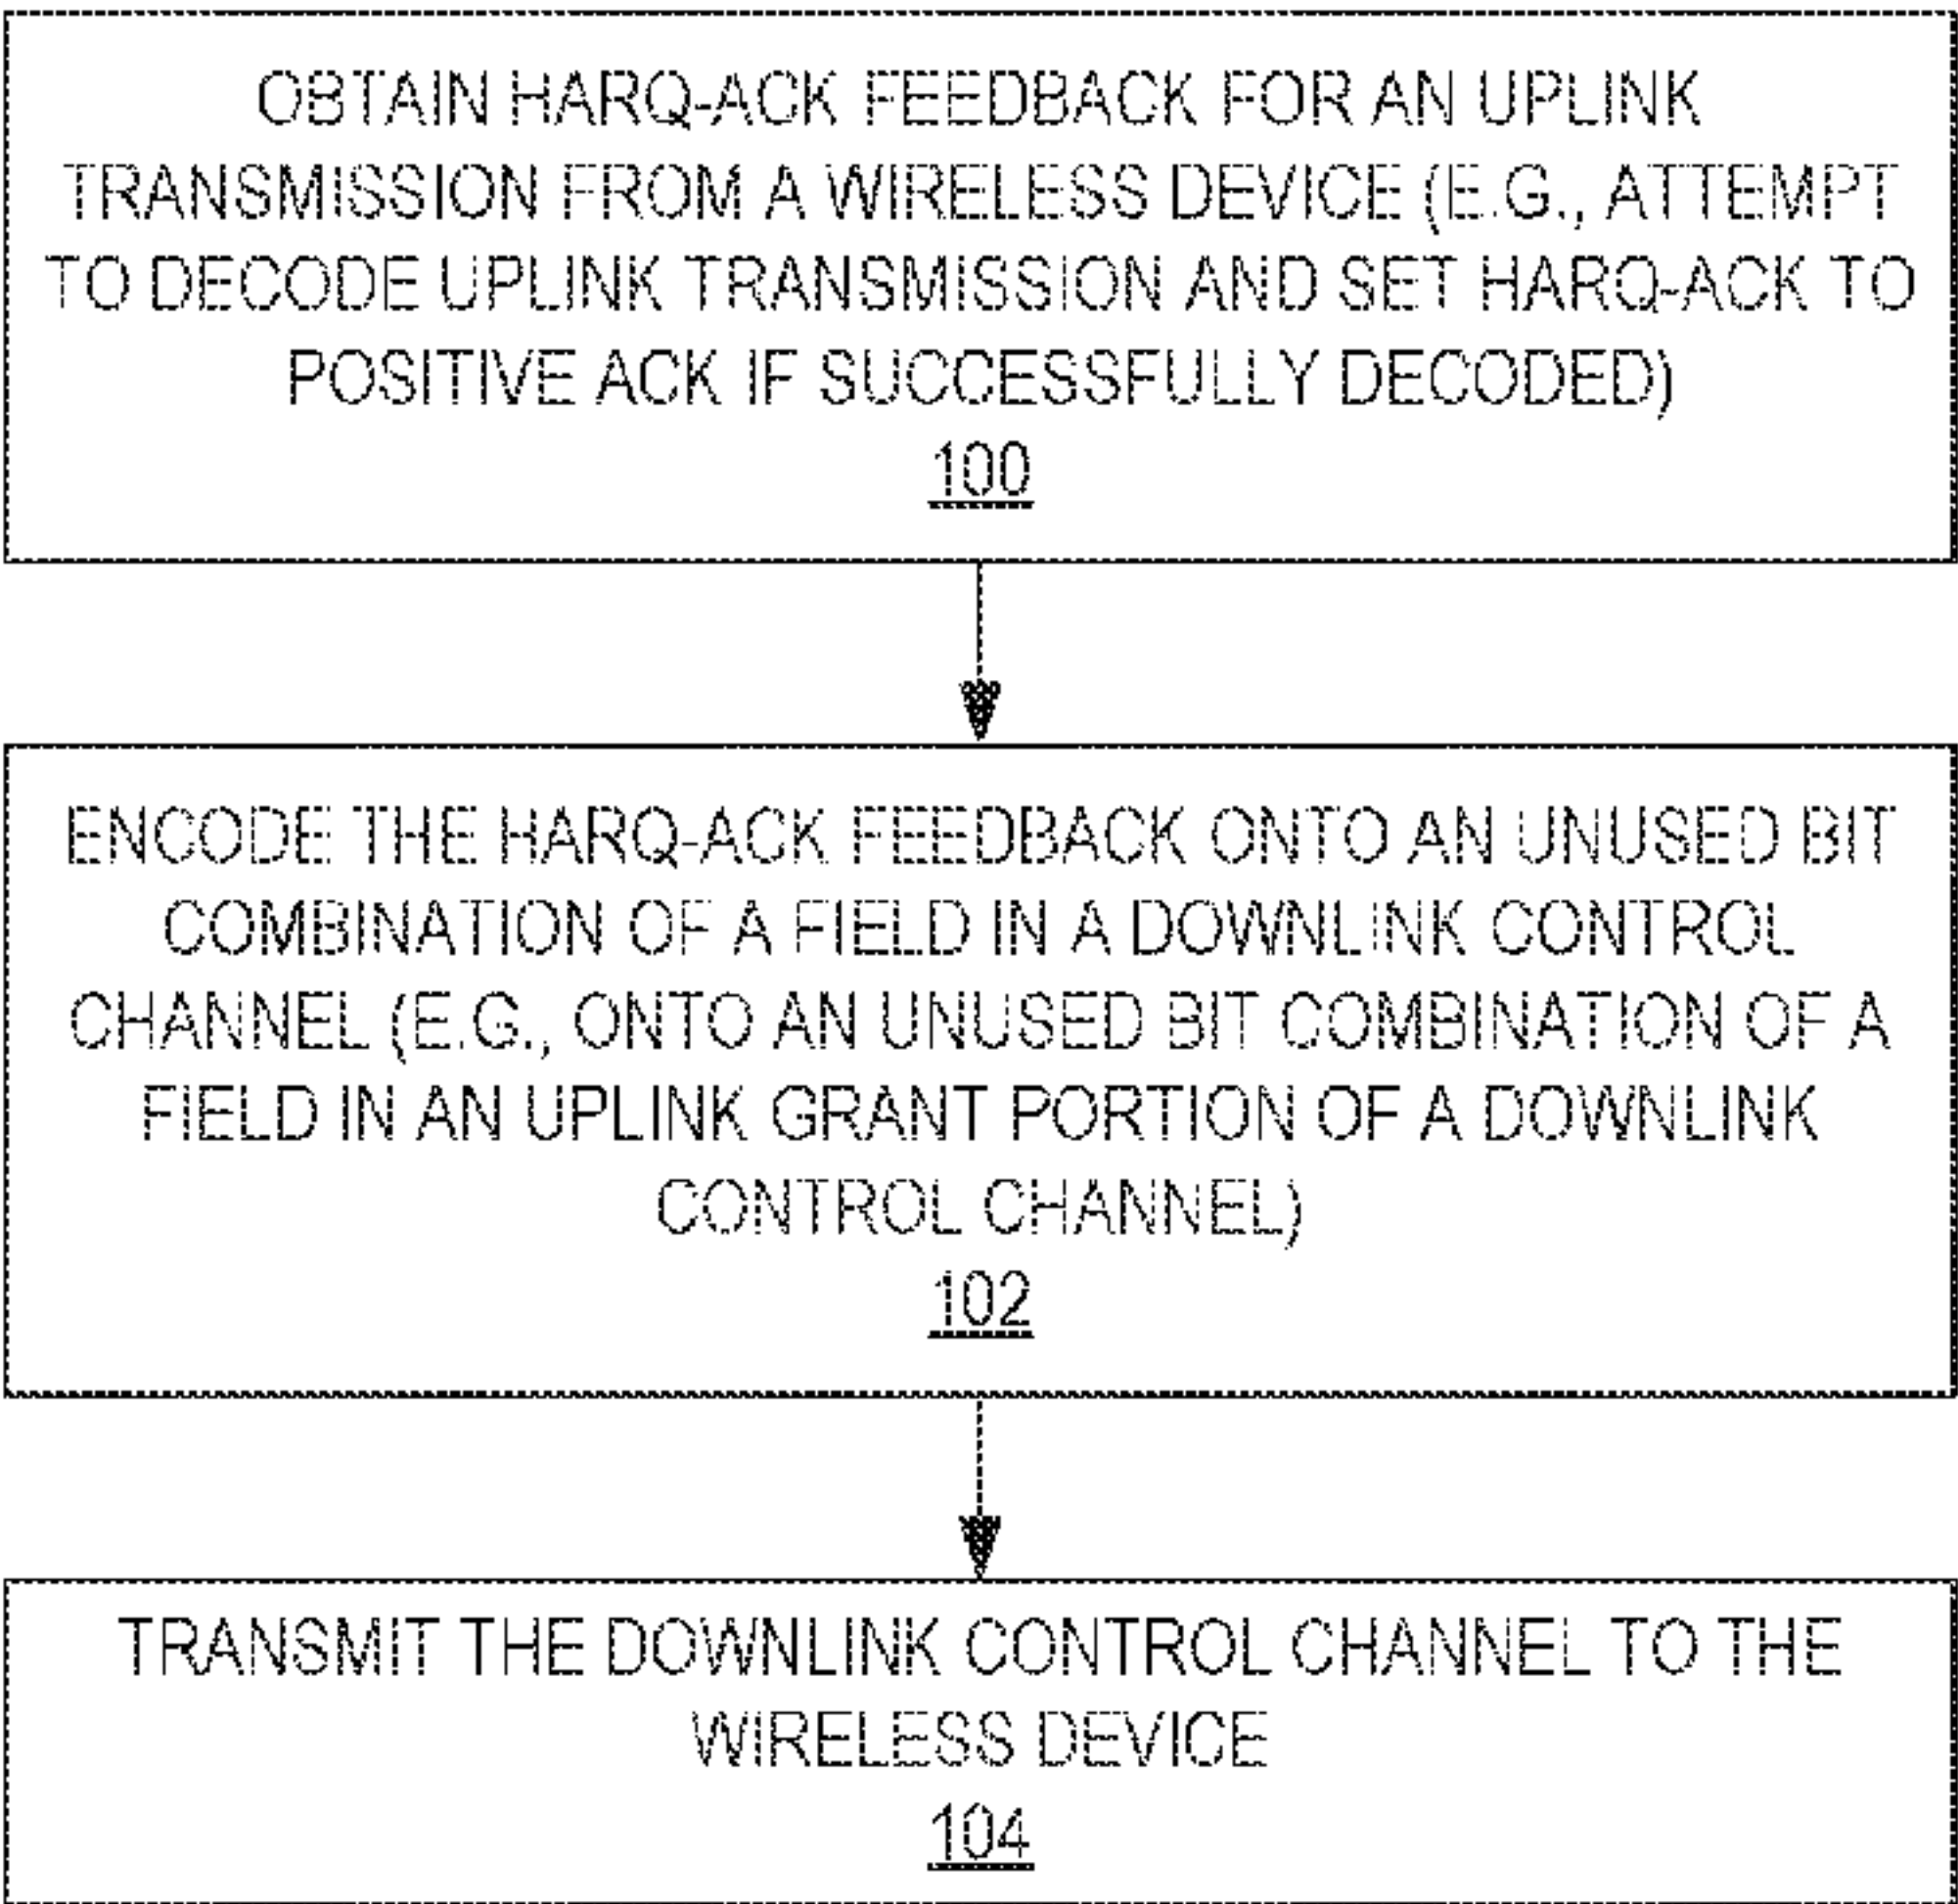 OBTAIN HARQ-ACK FEEDBACK FOR AN UPLINK
TRANSMISSION FROM A WIRELESS DEVICE (E.G., ATTEMPT
TO DECODE UPLINK TRANSMISSION AND SET HARQ-ACK TO
POSITIVE ACK IF SUCCESSFULLY DECODED)
100
ENCODE THE HARQ-ACK FEEDBACK ONTO AN UNUSED BIT
COMBINATION OF A FIELD IN A DOWNLINK CONTROL
CHANNEL (E.G., ONTO AN UNUSED BIT COMBINATION OF A
FIELD IN AN UPLINK GRANT PORTION OF A DOWNLINK
CONTROL CHANNEL)
102
TRANSMIT THE DOWNLINK CONTROL CHANNEL TO THE
WIRELESS DEVICE
104